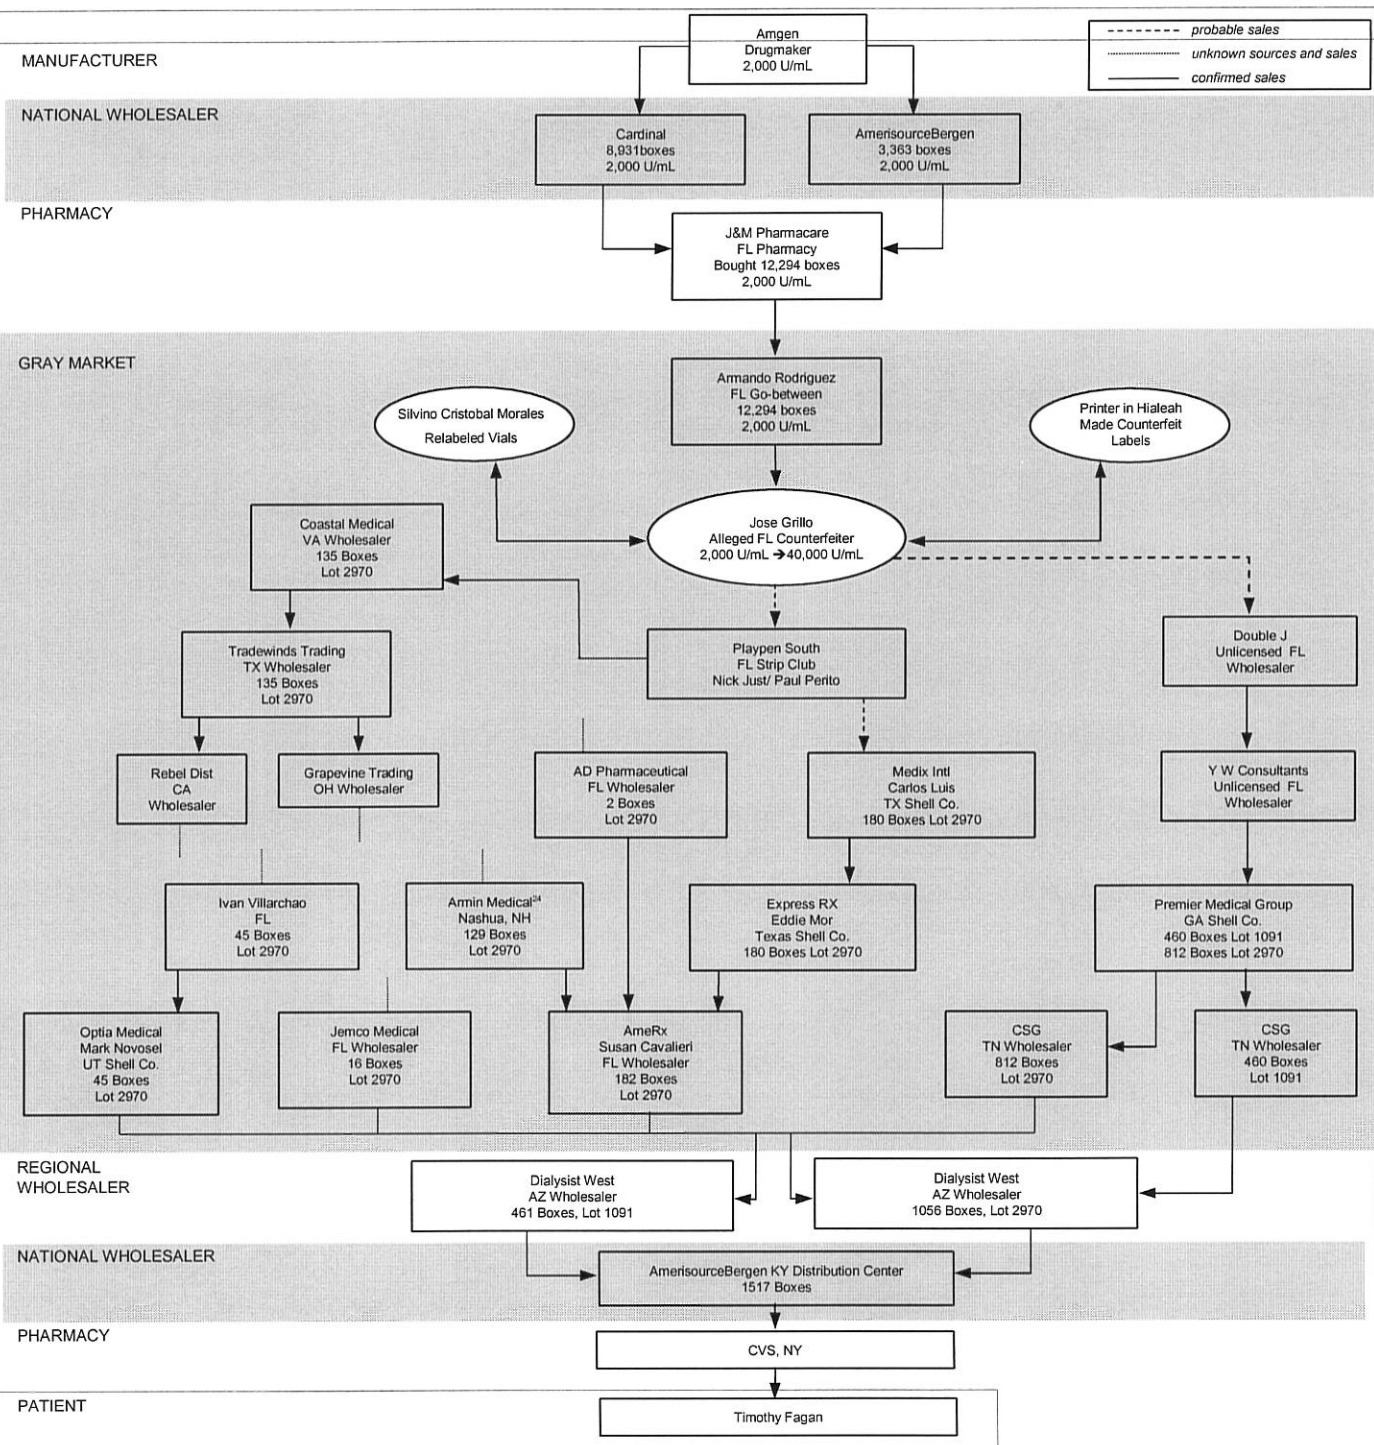 MANUFACTURER
Amgen
Drugmaker
2,000 U/mL
probable sales
unknown sources and sales
confirmed sales
NATIONAL WHOLESALER
Cardinal
8,931boxes
2,000 U/mL
AmerisourceBergen
3,363 boxes
2,000 U/mL
PHARMACY
J&M Pharmacare
FL Pharmacy
Bought 12,294 boxes
2,000 U/mL
GRAY MARKET
Armando Rodriguez
FL Go-between
12,294 boxes
2,000 U/mL
Silvino Cristobal Morales
Relabeled Vials
Printer in Hialeah
Made Counterfeit
Labels
Jose Grillo
Alleged FL Counterfeiter
2,000 U/mL ➔40,000 U/mL
Coastal Medical
VA Wholesaler
135 Boxes
Lot 2970
Tradewinds Trading
TX Wholesaler
135 Boxes
Lot 2970
Playpen South
FL Strip Club
Nick Just/ Paul Perito
Double J
Unlicensed FL
Wholesaler
Rebel Dist
CA
Wholesaler
Grapevine Trading
OH Wholesaler
AD Pharmaceutical
FL Wholesaler
2 Boxes
Lot 2970
Medix Intl
Carlos Luis
TX Shell Co.
180 Boxes Lot 2970
Y W Consultants
Unlicensed FL
Wholesaler
Ivan Villarchao
FL
45 Boxes
Lot 2970
Armin Medical24
Nashua, NH
129 Boxes
Lot 2970
Express RX
Eddie Mor
Texas Shell Co.
180 Boxes Lot 2970
Premier Medical Group
GA Shell Co.
460 Boxes Lot 1091
812 Boxes Lot 2970
Optia Medical
Mark Novosel
UT Shell Co.
45 Boxes
Lot 2970
Jemco Medical
FL Wholesaler
16 Boxes
Lot 2970
AmeRx
Susan Cavalieri
FL Wholesaler
182 Boxes
Lot 2970
CSG
TN Wholesaler
812 Boxes
Lot 2970
CSG
TN Wholesaler
460 Boxes
Lot 1091
REGIONAL
WHOLESALER
Dialysist West
AZ Wholesaler
461 Boxes, Lot 1091
Dialysist West
AZ Wholesaler
1056 Boxes, Lot 2970
NATIONAL WHOLESALER
AmerisourceBergen KY Distribution Center
1517 Boxes
PHARMACY
CVS, NY
PATIENT
Timothy Fagan